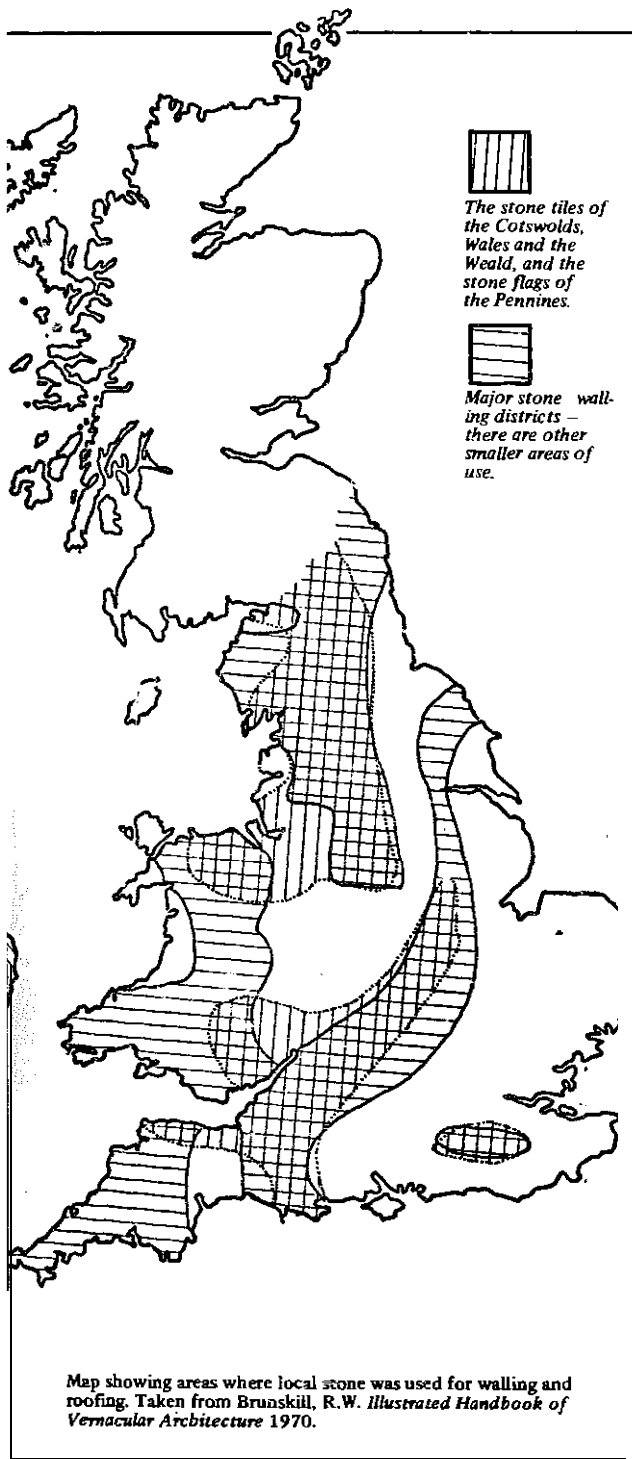 The stone tiles of
the Cotswolds,
Wales and the
Weald, and the
stone flags of
the Pennines.
Major stone wall-
ing districts –
there are other
smaller areas of
use.
Map showing areas where local stone was used for walling and
roofing. Taken from Brunskill, R.W. Illustrated Handbook of
Vernacular Architecture 1970.